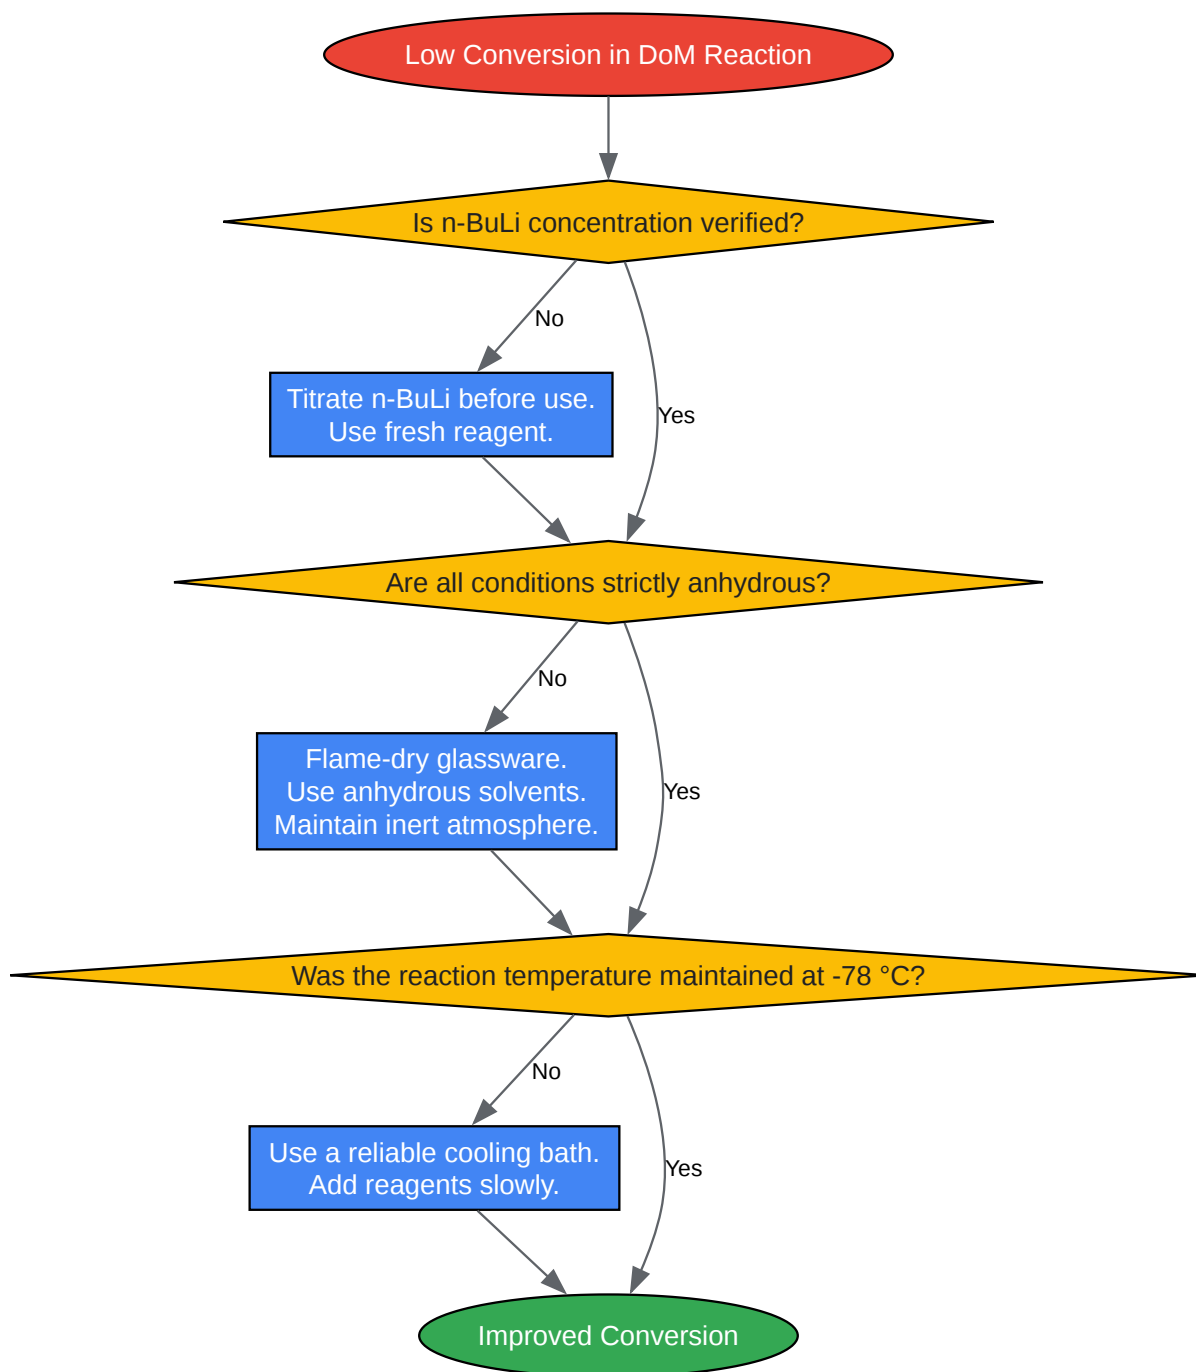 Low Conversion in DoM Reaction
Is n-BuLi concentration verified?
No
Titrate n-BuLi before use.
Use fresh reagent.
Yes
Are all conditions strictly anhydrous?
No
Flame-dry glassware.
Use anhydrous solvents.
Maintain inert atmosphere.
Yes
Was the reaction temperature maintained at -78 °C?
No
Use a reliable cooling bath.
Add reagents slowly.
Yes
Improved Conversion